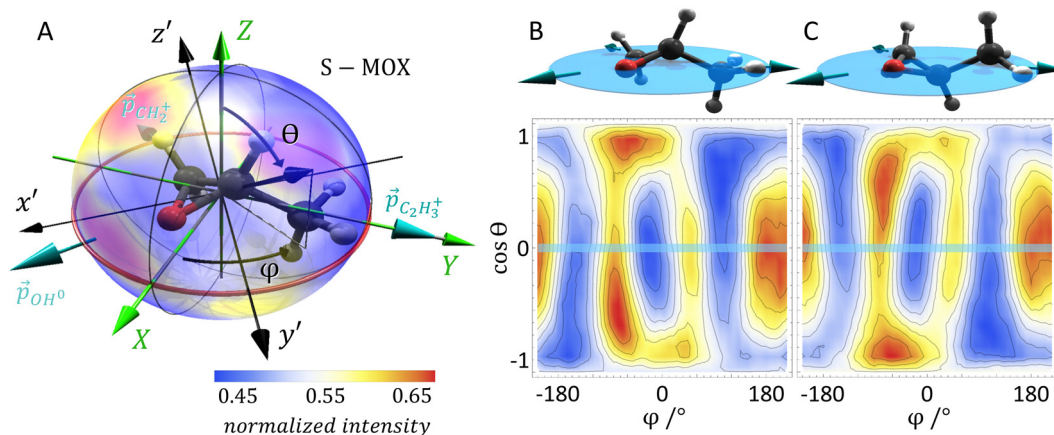 A
z′
Z
S − MOX
p⃗CH₂⁺
Θ
x′
p⃗C₂H₃⁺
p⃗OH⁰
φ
Y
X
y′
0.45 0.55 0.65
normalized intensity
B
C
cos Θ
1
0
-1
-180 0 180
φ /°
-180 0 180
φ /°